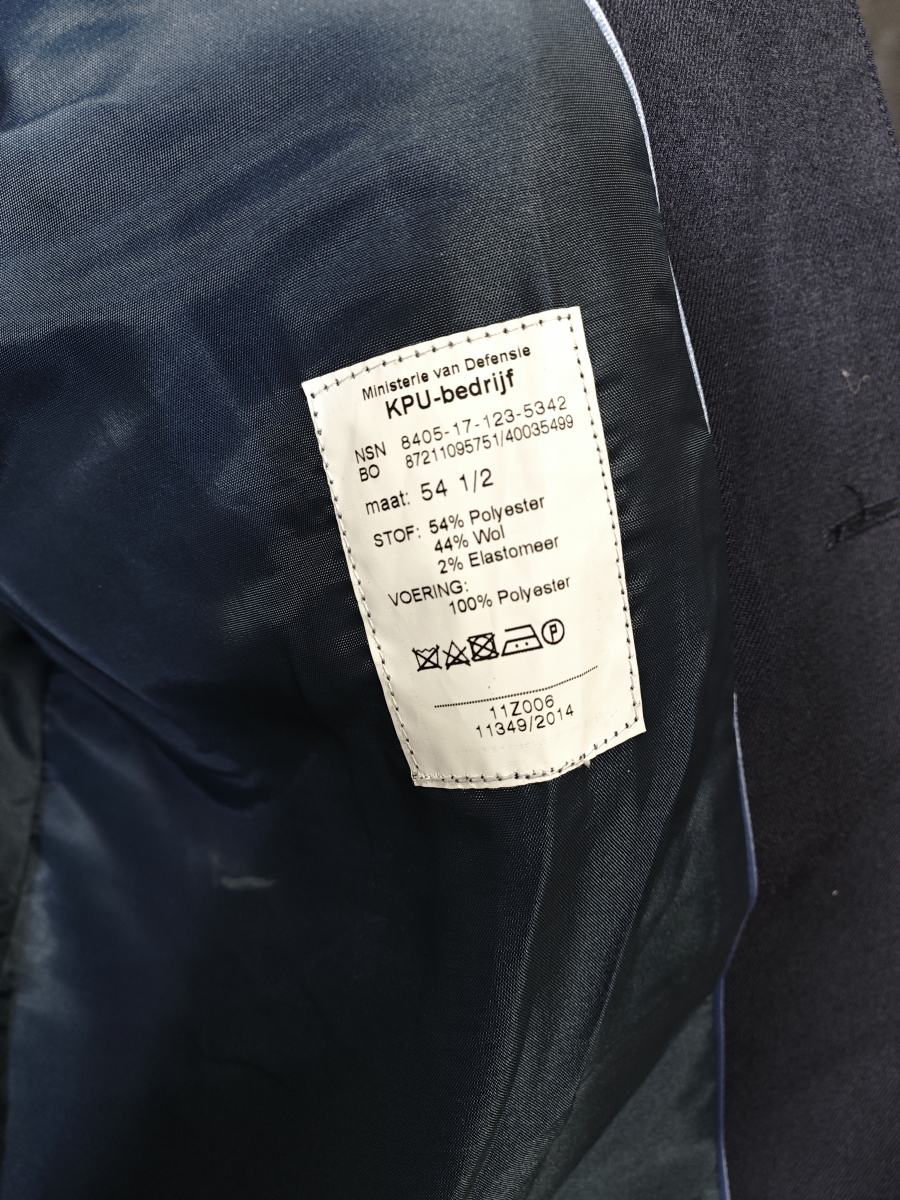 Ministerie van Defensie
KPU-bedrijf
NSN 8405-17-123-5342
BO 87211095751/40035499
maat: 54 1/2
STOF: 54% Polyester
44% Wol
2% Elastomeer
VOERING:
100% Polyester
P
11Z006
11349/2014